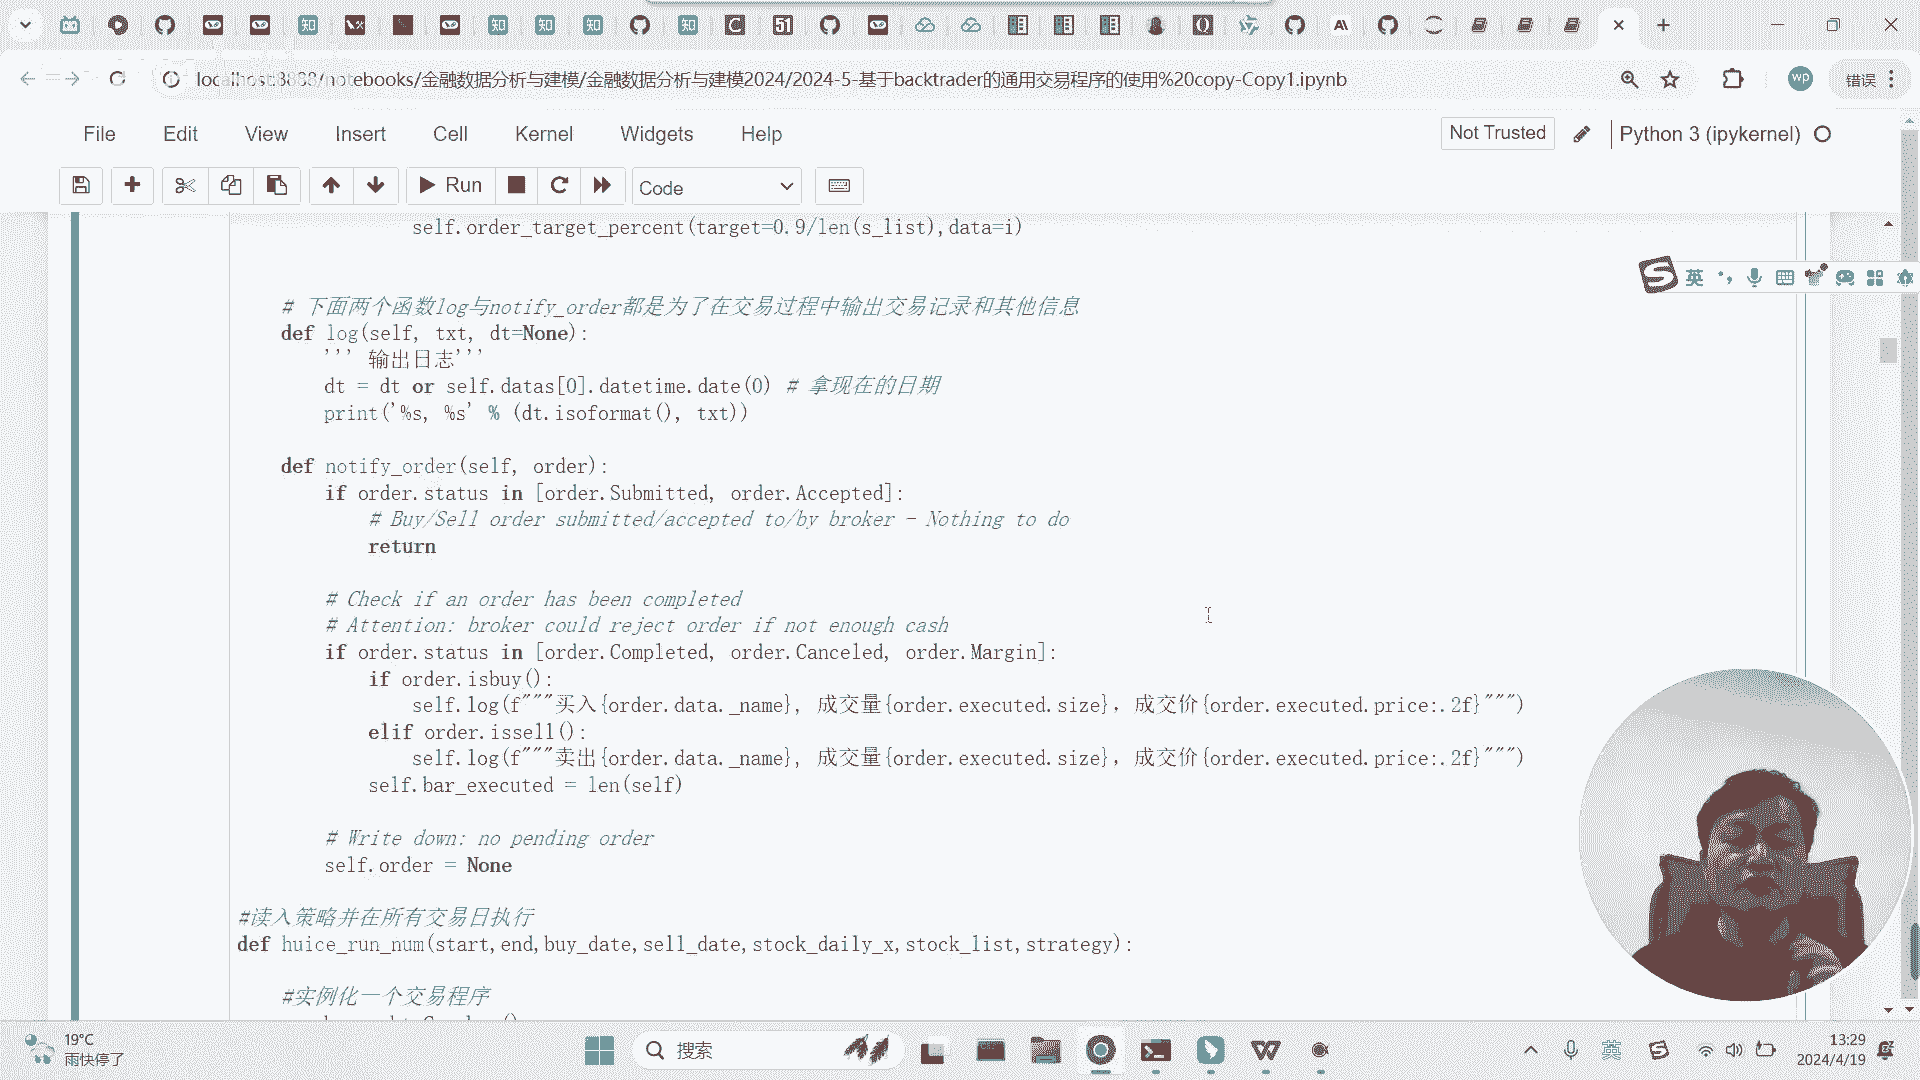 localhost:8888/notebooks/金融数据分析与建模/金融数据分析与建模2024/2024-5-基于backtrader的通用交易程序的使用%20copy-Copy1.ipynb
wp
错误
File Edit View Insert Cell Kernel Widgets Help
Not Trusted
Python 3 (ipykernel)
Run
Code
self.order_target_percent(target=0.9/len(s_list),data=i)
英
# 下面两个函数log与notify_order都是为了在交易过程中输出交易记录和其他信息
def log(self, txt, dt=None):
''' 输出日志'''
dt = dt or self.datas[0].datetime.date(0) # 拿现在的日期
print('%s, %s' % (dt.isoformat(), txt))
def notify_order(self, order):
if order.status in [order.Submitted, order.Accepted]:
# Buy/Sell order submitted/accepted to/by broker - Nothing to do
return
# Check if an order has been completed
# Attention: broker could reject order if not enough cash
if order.status in [order.Completed, order.Canceled, order.Margin]:
if order.isbuy():
self.log(f"""买入{order.data._name}, 成交量{order.executed.size}，成交价{order.executed.price:.2f}""")
elif order.issell():
self.log(f"""卖出{order.data._name}, 成交量{order.executed.size}，成交价{order.executed.price:.2f}""")
self.bar_executed = len(self)
# Write down: no pending order
self.order = None
#读入策略并在所有交易日执行
def huice_run_num(start,end,buy_date,sell_date,stock_daily_x,stock_list,strategy):
#实例化一个交易程序
19°C
雨快停了
搜索
英
13:29
2024/4/19